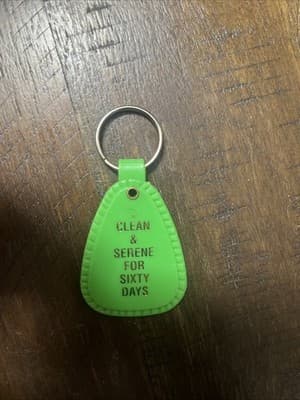 CLEAN
&
SERENE
FOR
SIXTY
DAYS